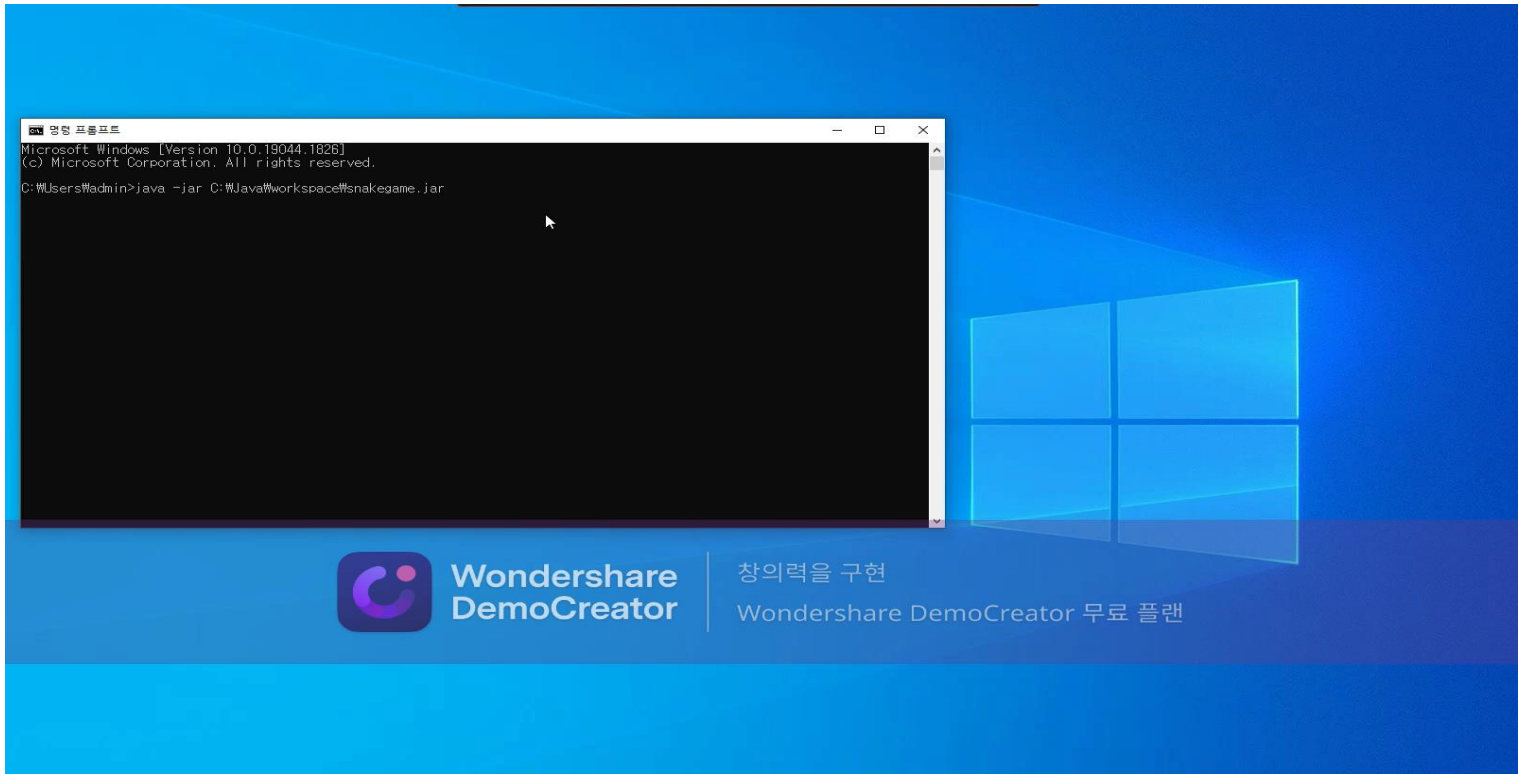 명령 프롬프트
Microsoft Windows [Version 10.0.19044.1826]
(c) Microsoft Corporation. All rights reserved.
C:₩Users₩admin>java -jar C:₩Java₩workspace₩snakegame.jar
Wondershare
DemoCreator
창의력을 구현
Wondershare DemoCreator 무료 플랜